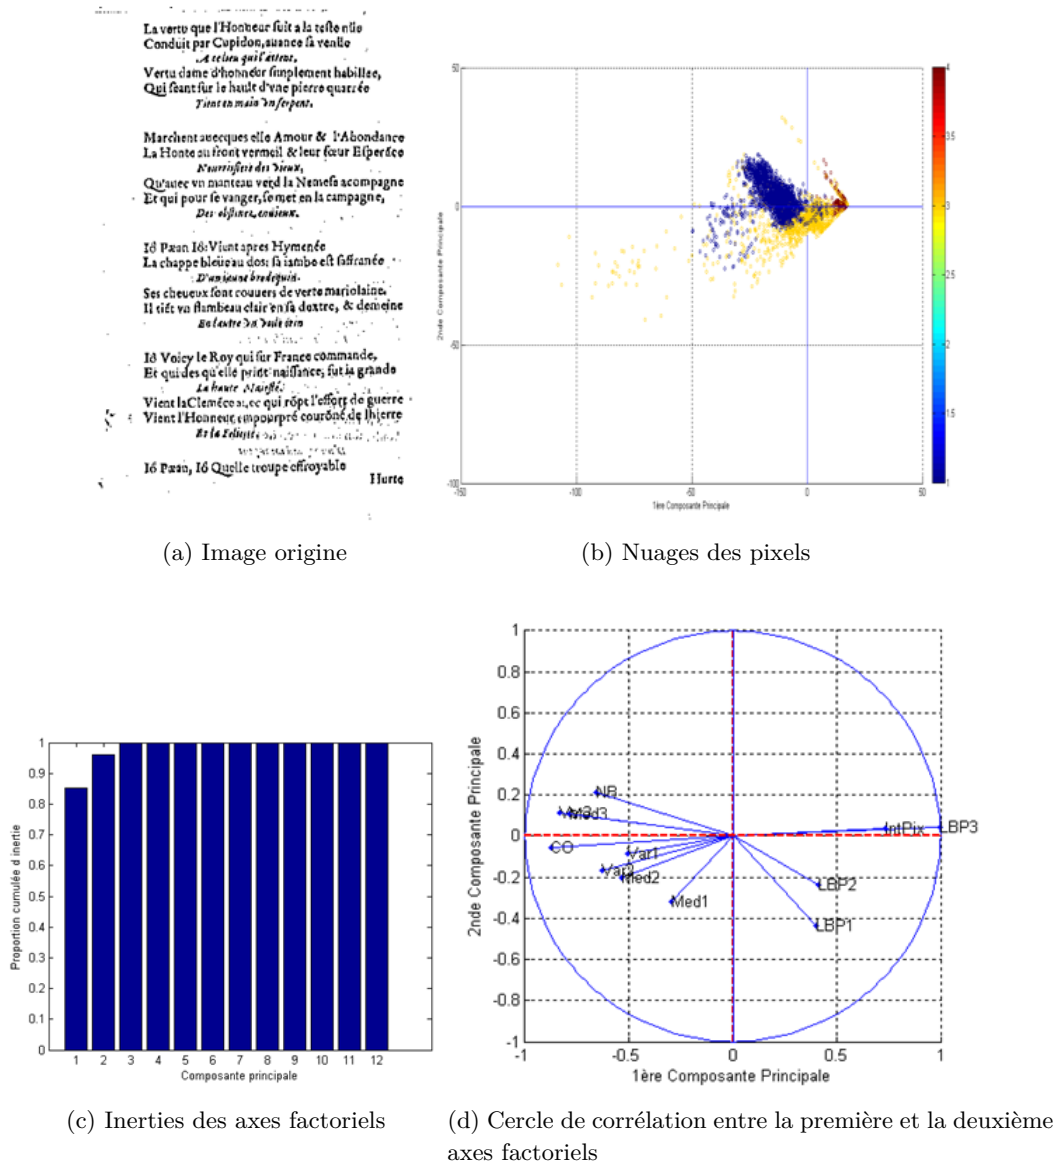 La vertu que l'Honneur suit a la teste nüe
Conduit par Cupidon, auance sa venüe
A celuy qui l'attent.
Vertu dame d'honneur simplement habillee,
Qui seant sur le hault d'vne pierre quarrée
Tient en main vn serpent.
Marchent auecques elle Amour & l'Abondance
La Honte au front vermeil & leur sœur Esperãce
des vieux,
Qu'auec vn manteau verd la Nemese acompagne
Et qui pour se vanger, se met en la campagne,
Des obstinez enuieux.
Iô Pæan Iô: Vient apres Hymenée
La chappe bleüe au dos: sa iambe est saffranée
D'un iaune brodequin.
Ses cheueux sont couuers de verte mariolaine,
Il tiẽt vn flambeau clair en sa dextre, & demeine
En l'autre vn voile
Iô Voicy le Roy qui sur France commande,
Et qui des qu'elle prĩt naissance, fut la grande
La haute Maiesté.
Vient la qui rõpt l'effort de guerre
Vient l'Honneur empourpré courõné de lhierre
Et la Felicité.
Iô Pæan, Iô Quelle troupe effroyable
Hurte
(a) Image origine
50
0
-50
-100
2nde Composante Principale
-150
-100
-50
0
50
1ère Composante Principale
4
3.5
3
2.5
2
1.5
1
(b) Nuages des pixels
1
0.9
0.8
0.7
0.6
0.5
0.4
0.3
0.2
0.1
0
Proportion cumulée d inertie
1 2 3 4 5 6 7 8 9 10 11 12
Composante principale
(c) Inerties des axes factoriels
1
0.8
0.6
0.4
0.2
0
-0.2
-0.4
-0.6
-0.8
-1
2nde Composante Principale
NB
Med3
CO
Var1
Var2
Med2
Med1
IntPix
LBP3
LBP2
LBP1
-1 -0.5 0 0.5 1
1ère Composante Principale
(d) Cercle de corrélation entre la première et la deuxième
axes factoriels